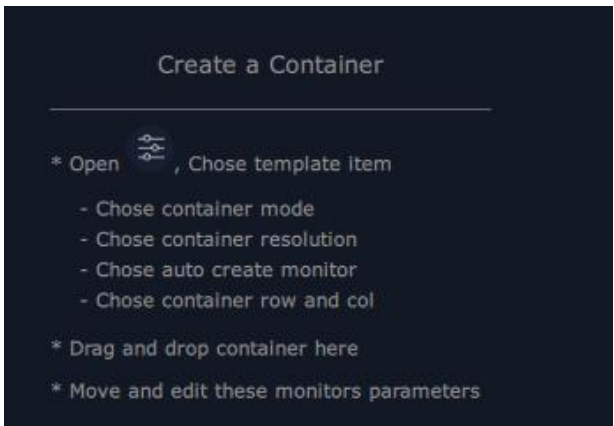 Create a Container
* Open , Chose template item
- Chose container mode
- Chose container resolution
- Chose auto create monitor
- Chose container row and col
* Drag and drop container here
* Move and edit these monitors parameters